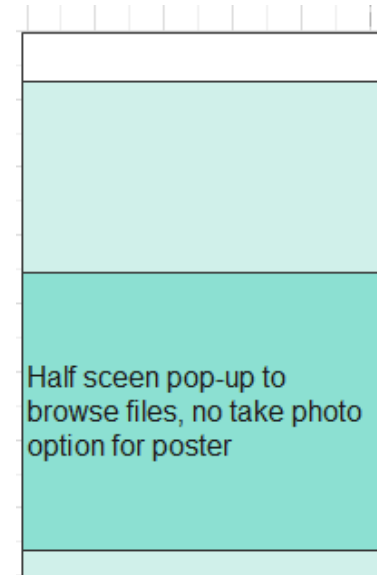 Half sceen pop-up to
browse files, no take photo
option for poster